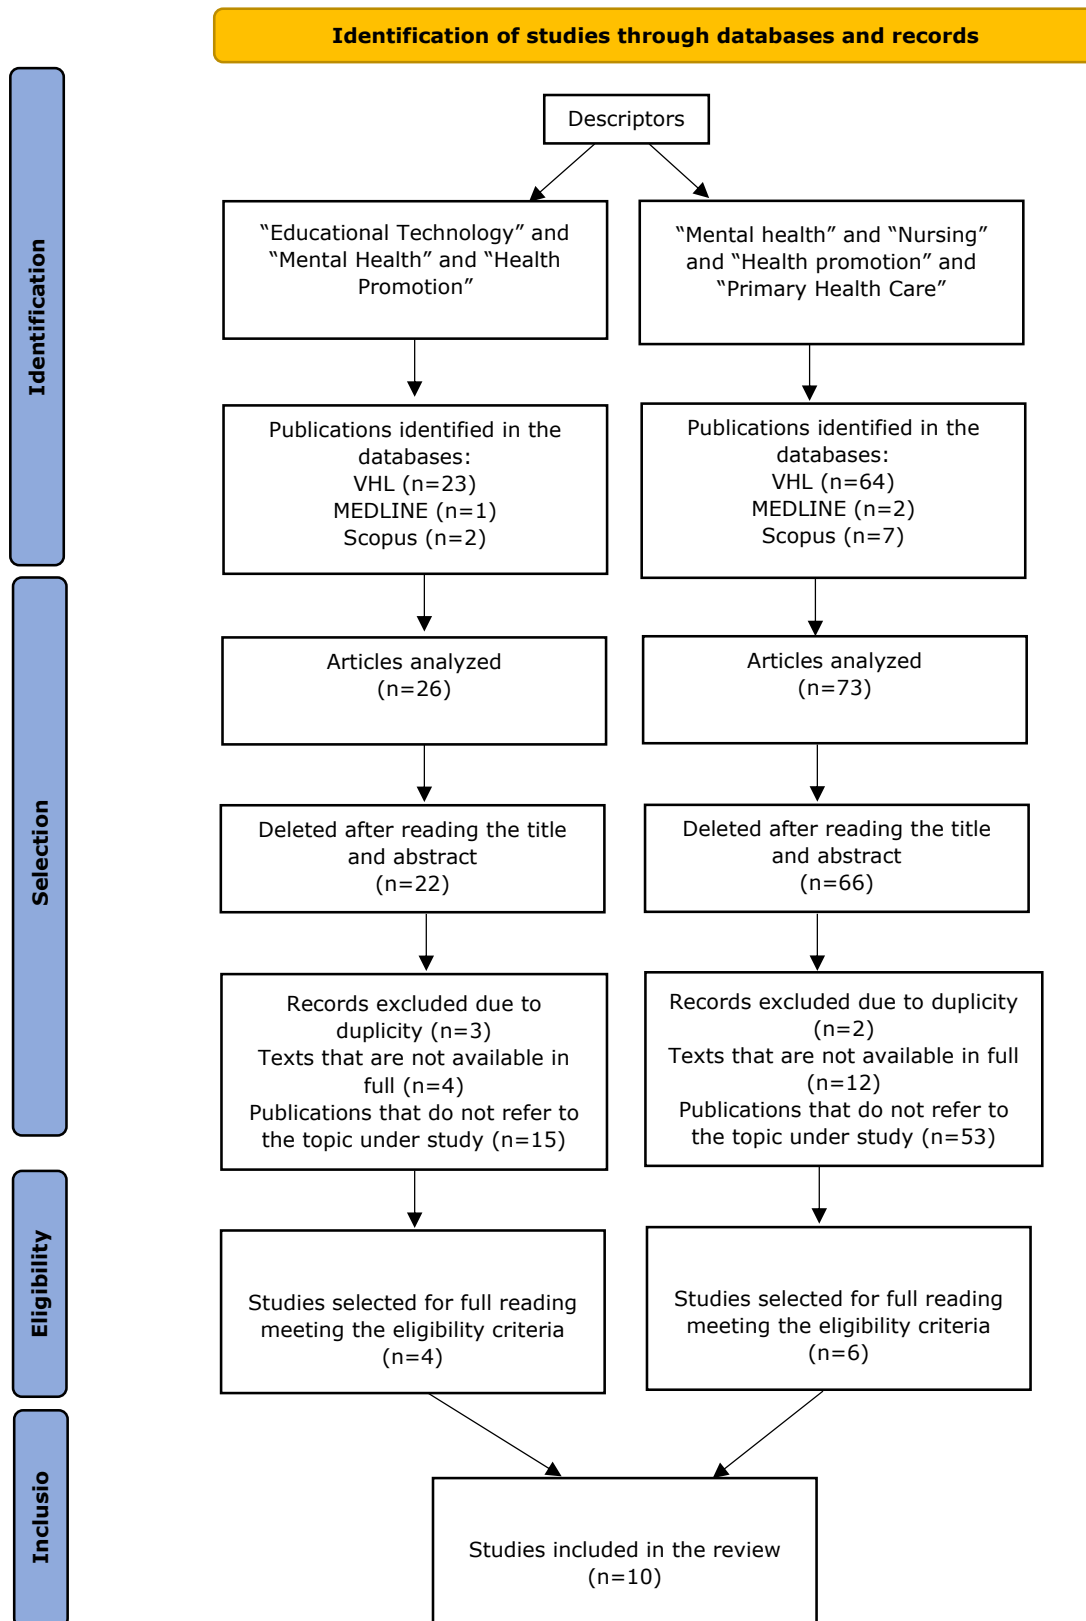 Identification of studies through databases and records
Identification
Descriptors
“Educational Technology” and
“Mental Health” and “Health
Promotion”
“Mental health” and “Nursing”
and “Health promotion” and
“Primary Health Care”
Publications identified in the
databases:
VHL (n=23)
MEDLINE (n=1)
Scopus (n=2)
Publications identified in the
databases:
VHL (n=64)
MEDLINE (n=2)
Scopus (n=7)
Selection
Articles analyzed
(n=26)
Articles analyzed
(n=73)
Deleted after reading the title
and abstract
(n=22)
Deleted after reading the title
and abstract
(n=66)
Records excluded due to
duplicity (n=3)
Texts that are not available in
full (n=4)
Publications that do not refer to
the topic under study (n=15)
Records excluded due to duplicity
(n=2)
Texts that are not available in full
(n=12)
Publications that do not refer to
the topic under study (n=53)
Eligibility
Studies selected for full reading
meeting the eligibility criteria
(n=4)
Studies selected for full reading
meeting the eligibility criteria
(n=6)
Inclusio
Studies included in the review
(n=10)